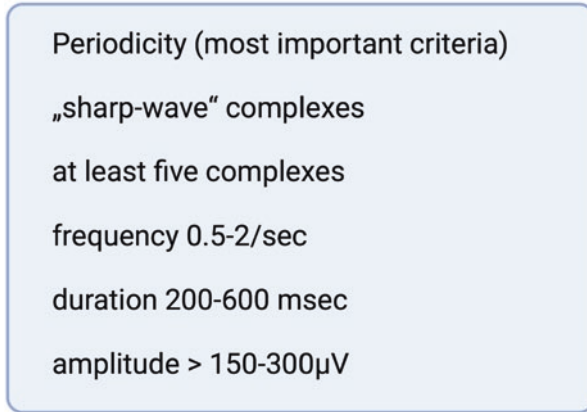 Periodicity (most important criteria)
„sharp-wave“ complexes
at least five complexes
frequency 0.5-2/sec
duration 200-600 msec
amplitude > 150-300µV